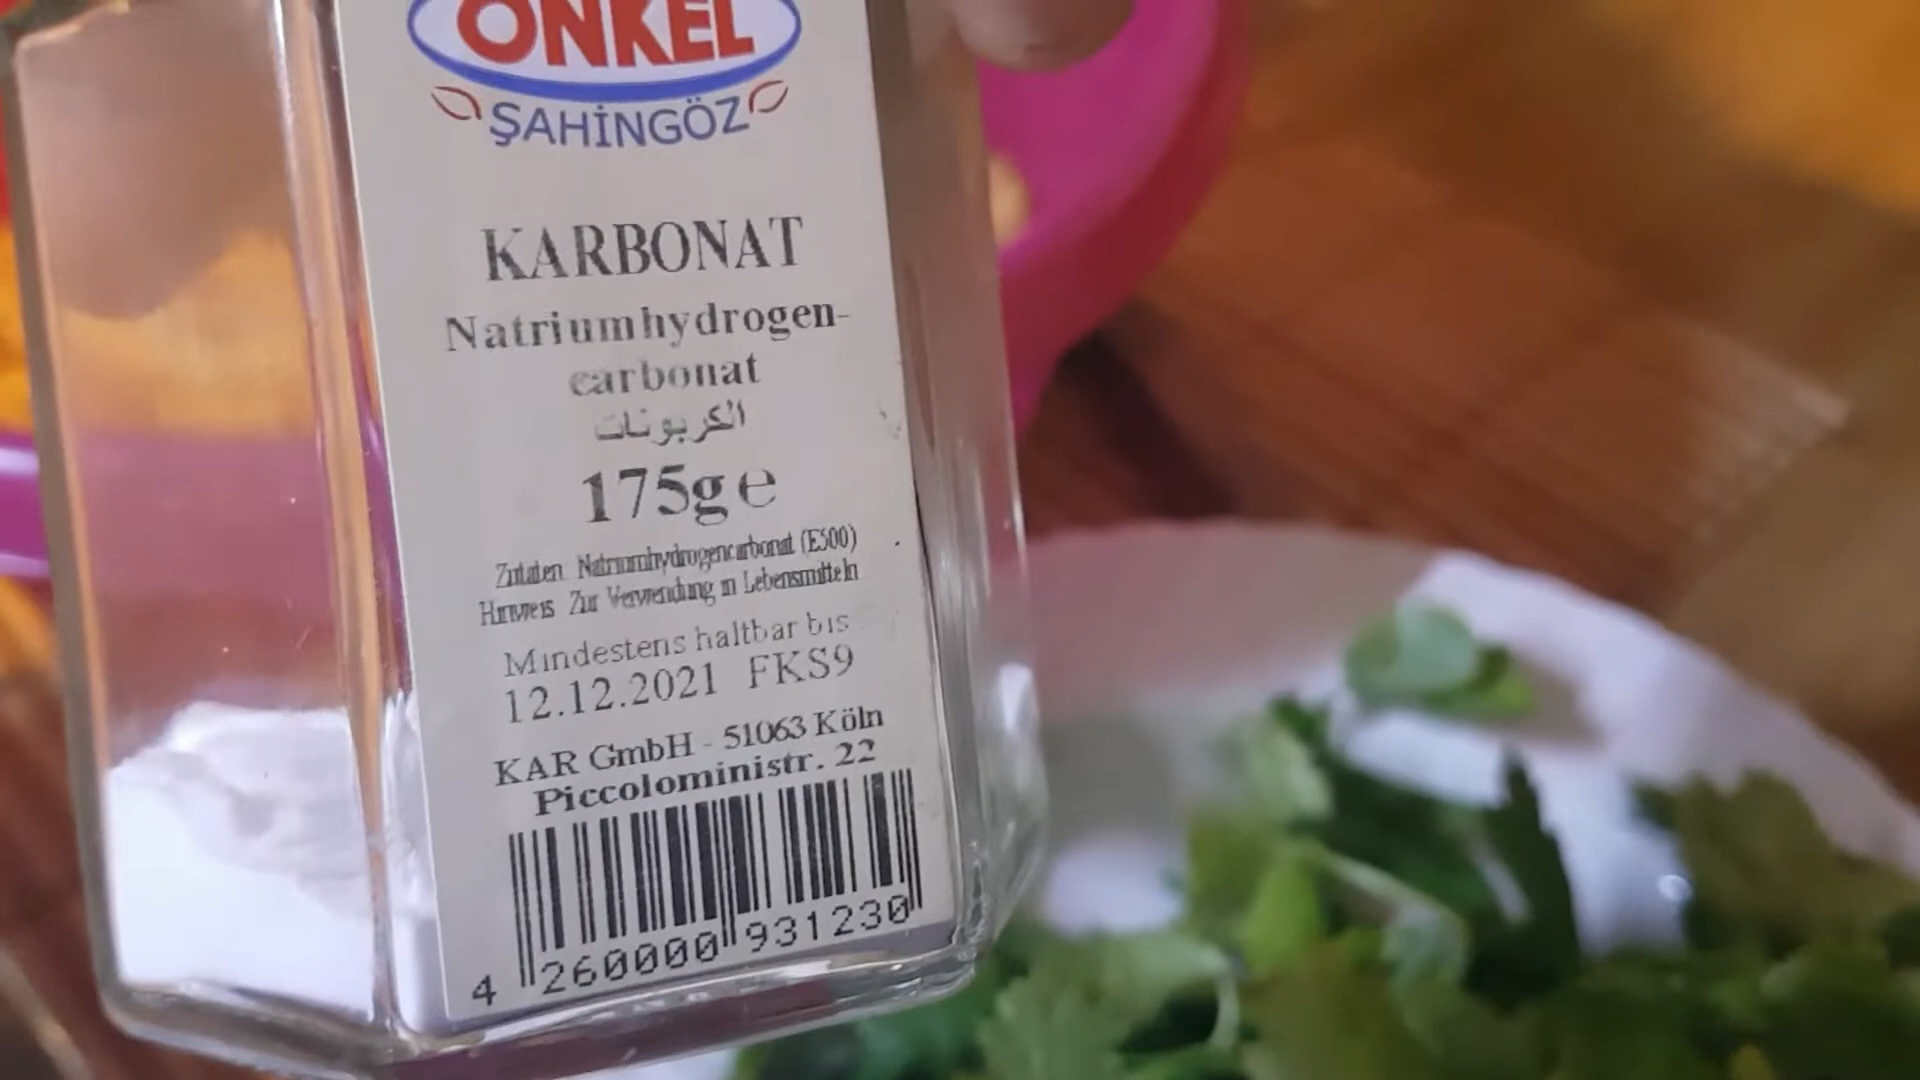 ONKEL
ŞAHİNGÖZ
KARBONAT
Natriumhydrogen-
carbonat
الكربونات
175g e
Zutaten: Natriumhydrogencarbonat (E500)
Hinweis Zur Verwendung in Lebensmitteln
Mindestens haltbar bis
12.12.2021 FKS9
KAR GmbH - 51063 Köln
Piccoloministr. 22
4 260000 931230